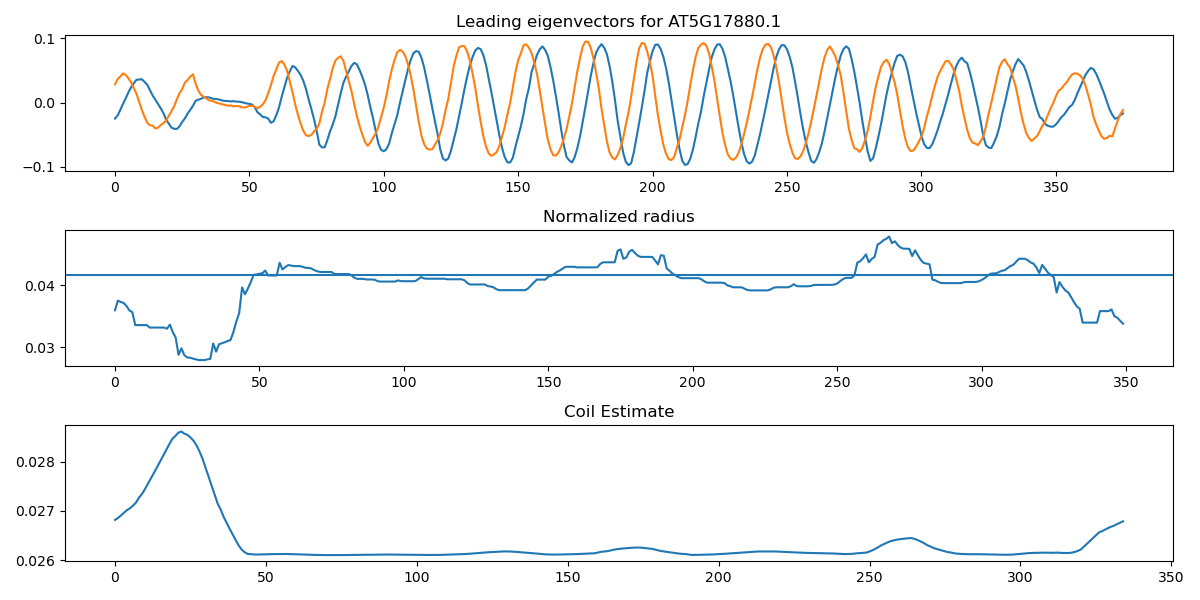 Leading eigenvectors for AT5G17880.1
0.1
0.0
−0.1
0 50 100 150 200 250 300 350
Normalized radius
0.04
0.03
0 50 100 150 200 250 300 350
Coil Estimate
0.028
0.027
0.026
0 50 100 150 200 250 300 350